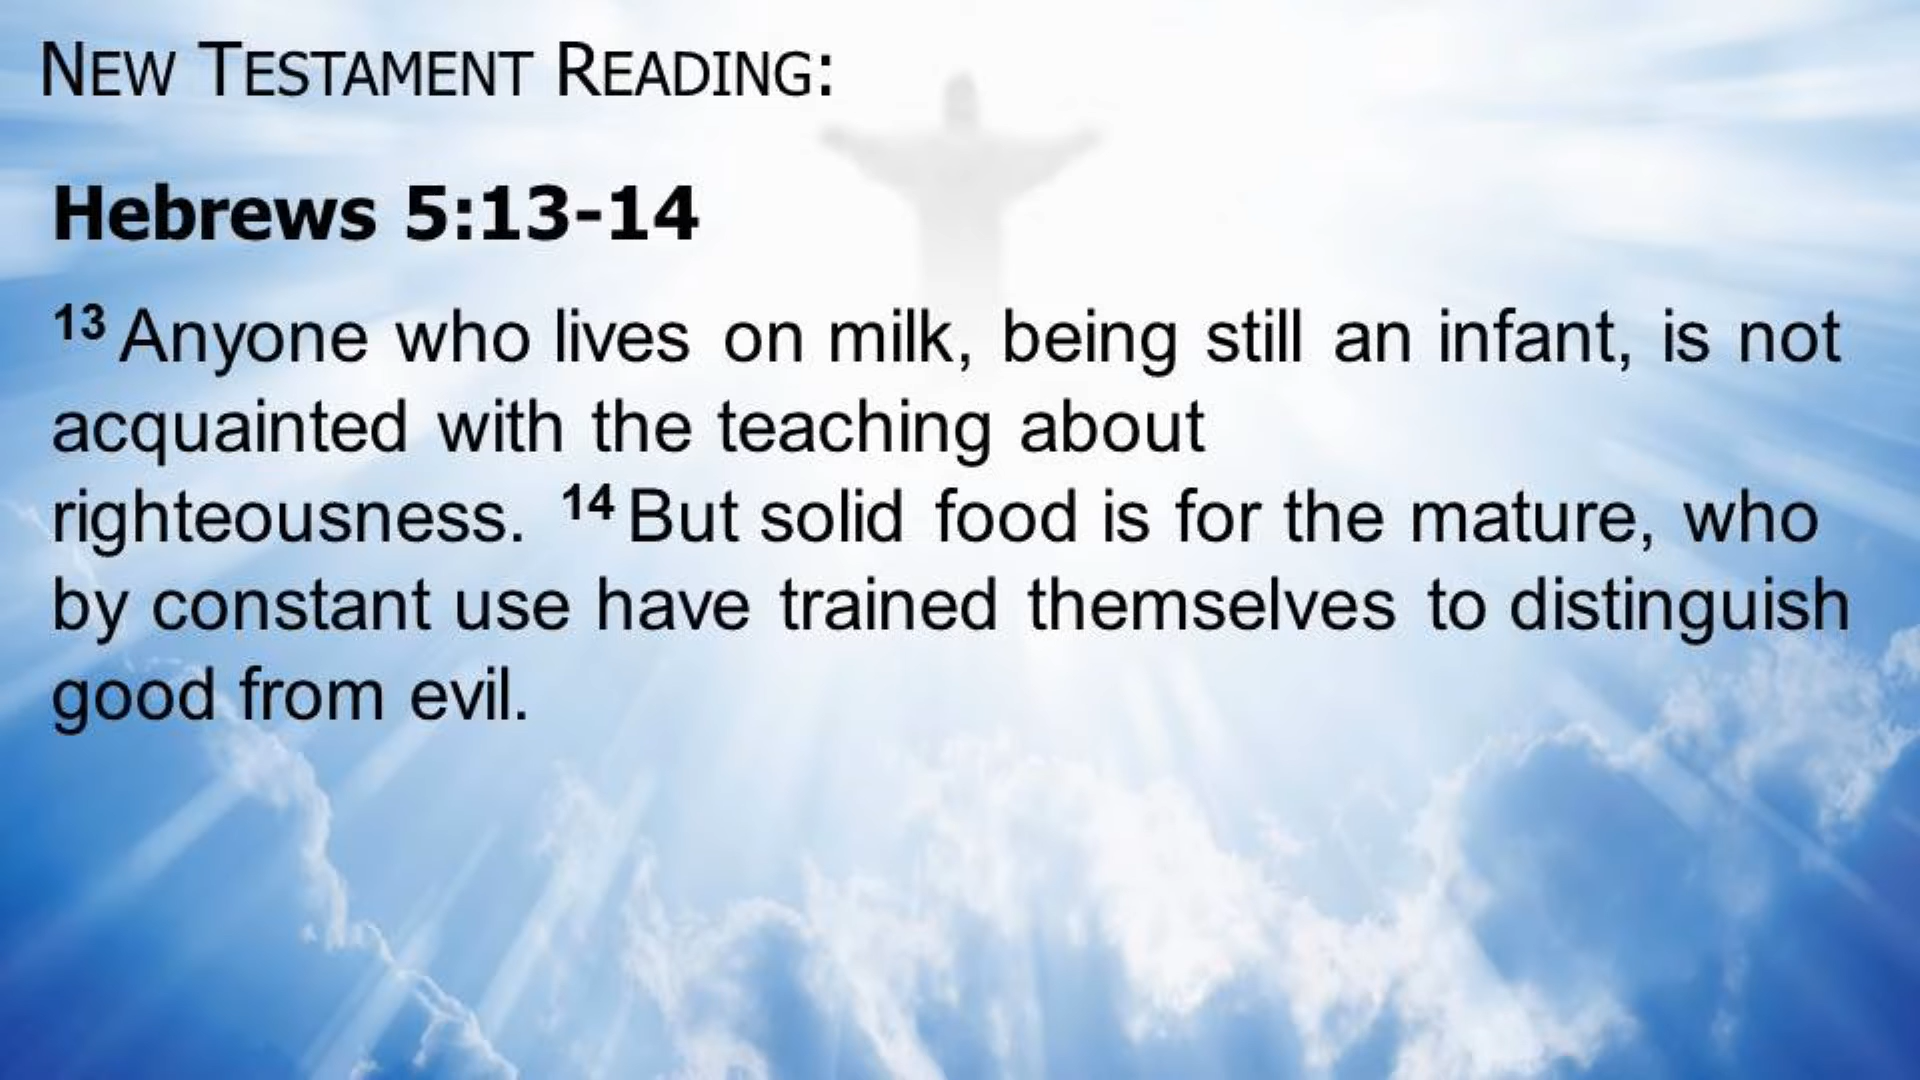 NEW TESTAMENT READING:
Hebrews 5:13-14
13 Anyone who lives on milk, being still an infant, is not
acquainted with the teaching about
righteousness. 14 But solid food is for the mature, who
by constant use have trained themselves to distinguish
good from evil.